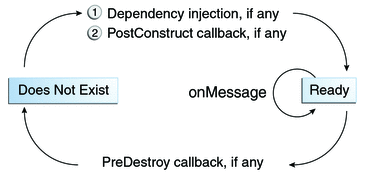 1 Dependency injection, if any
2 PostConstruct callback, if any
Does Not Exist
onMessage
Ready
PreDestroy callback, if any